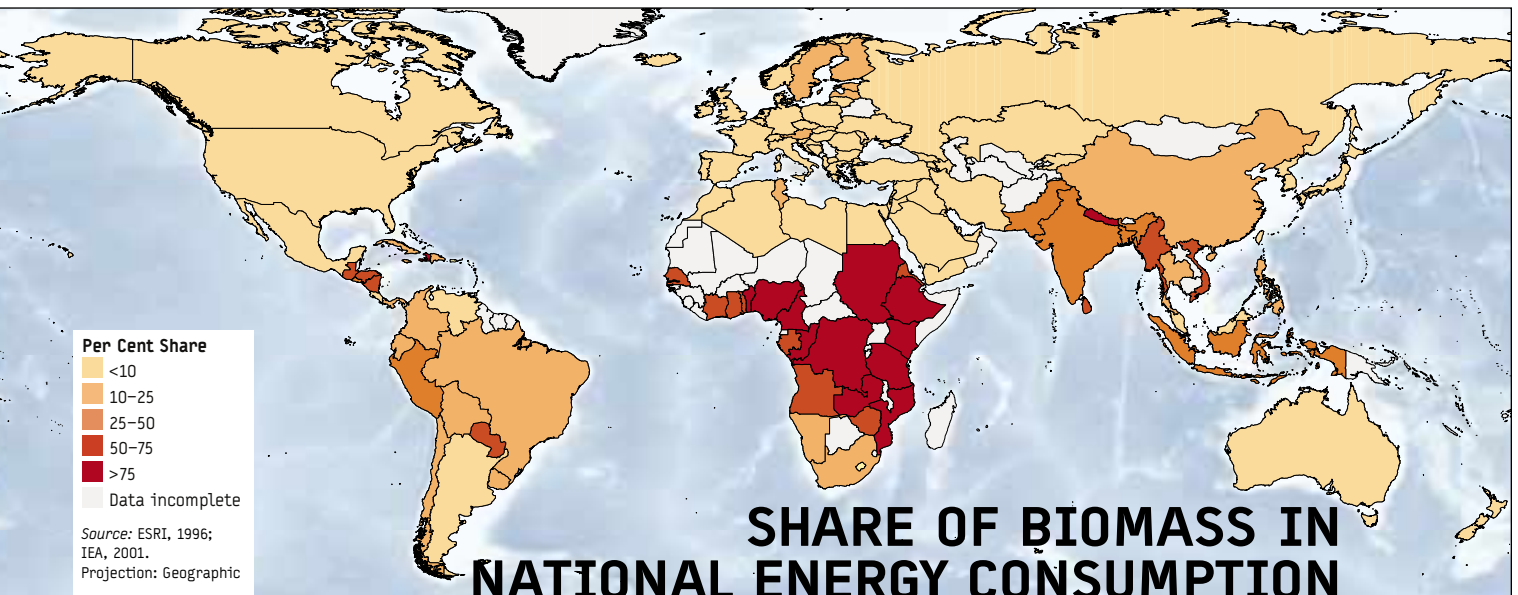 Per Cent Share
<10
10–25
25–50
50–75
>75
Data incomplete
Source: ESRI, 1996;
IEA, 2001.
Projection: Geographic
SHARE OF BIOMASS IN
NATIONAL ENERGY CONSUMPTION